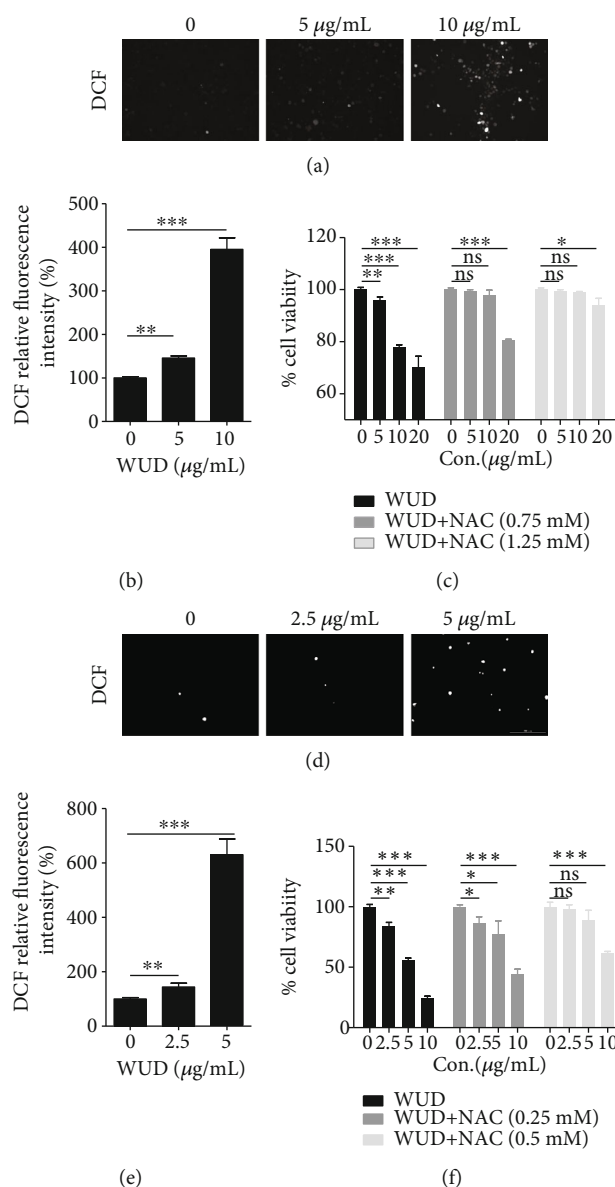 0 5 μg/mL 10 μg/mL
DCF
(a)
DCF relative fluorescence
intensity (%)
500
400
300
200
100
0
**
***
0 5 10
WUD (μg/mL)
(b)
% cell viabiity
120
100
80
60
*** *** *
*** ns ns
** ns ns
0 5 10 20 0 5 10 20 0 5 10 20
Con.(μg/mL)
WUD
WUD+NAC (0.75 mM)
WUD+NAC (1.25 mM)
(c)
0 2.5 μg/mL 5 μg/mL
DCF
(d)
DCF relative fluorescence
intensity (%)
800
600
400
200
0
***
**
0 2.5 5
WUD (μg/mL)
(e)
% cell viabiity
150
100
50
0
*** *** ***
*** * ns
** * ns
0 2.5 5 10 0 2.5 5 10 0 2.5 5 10
Con.(μg/mL)
WUD
WUD+NAC (0.25 mM)
WUD+NAC (0.5 mM)
(f)